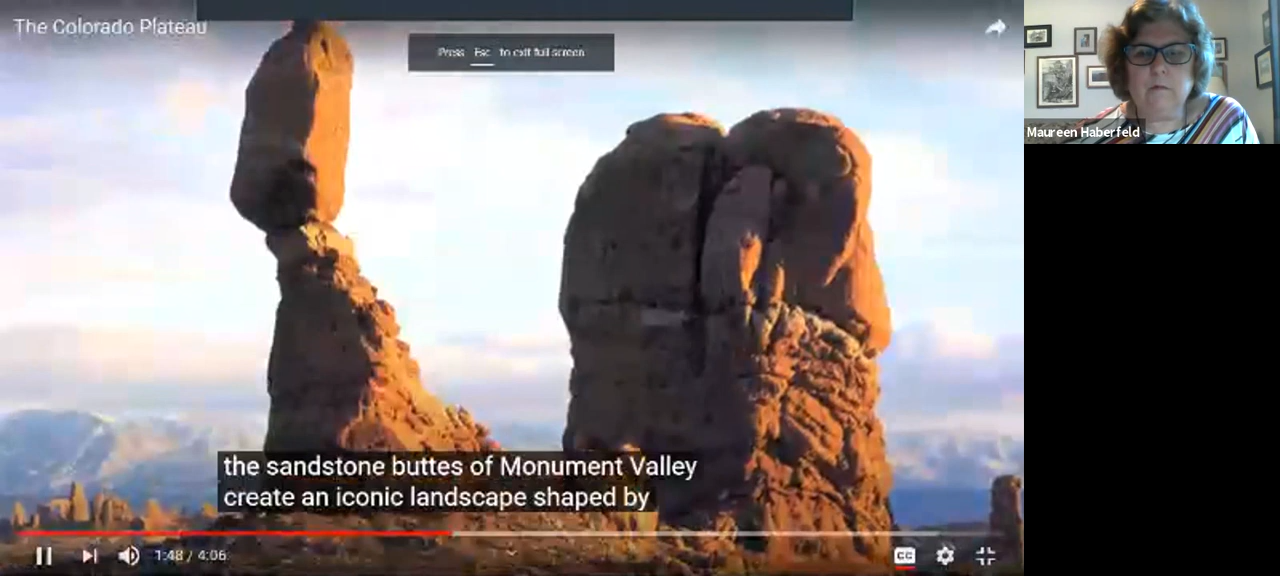 The Colorado Plateau
Press Esc to exit full screen
Maureen Haberfeld
the sandstone buttes of Monument Valley
create an iconic landscape shaped by
1:48 / 4:06
CC